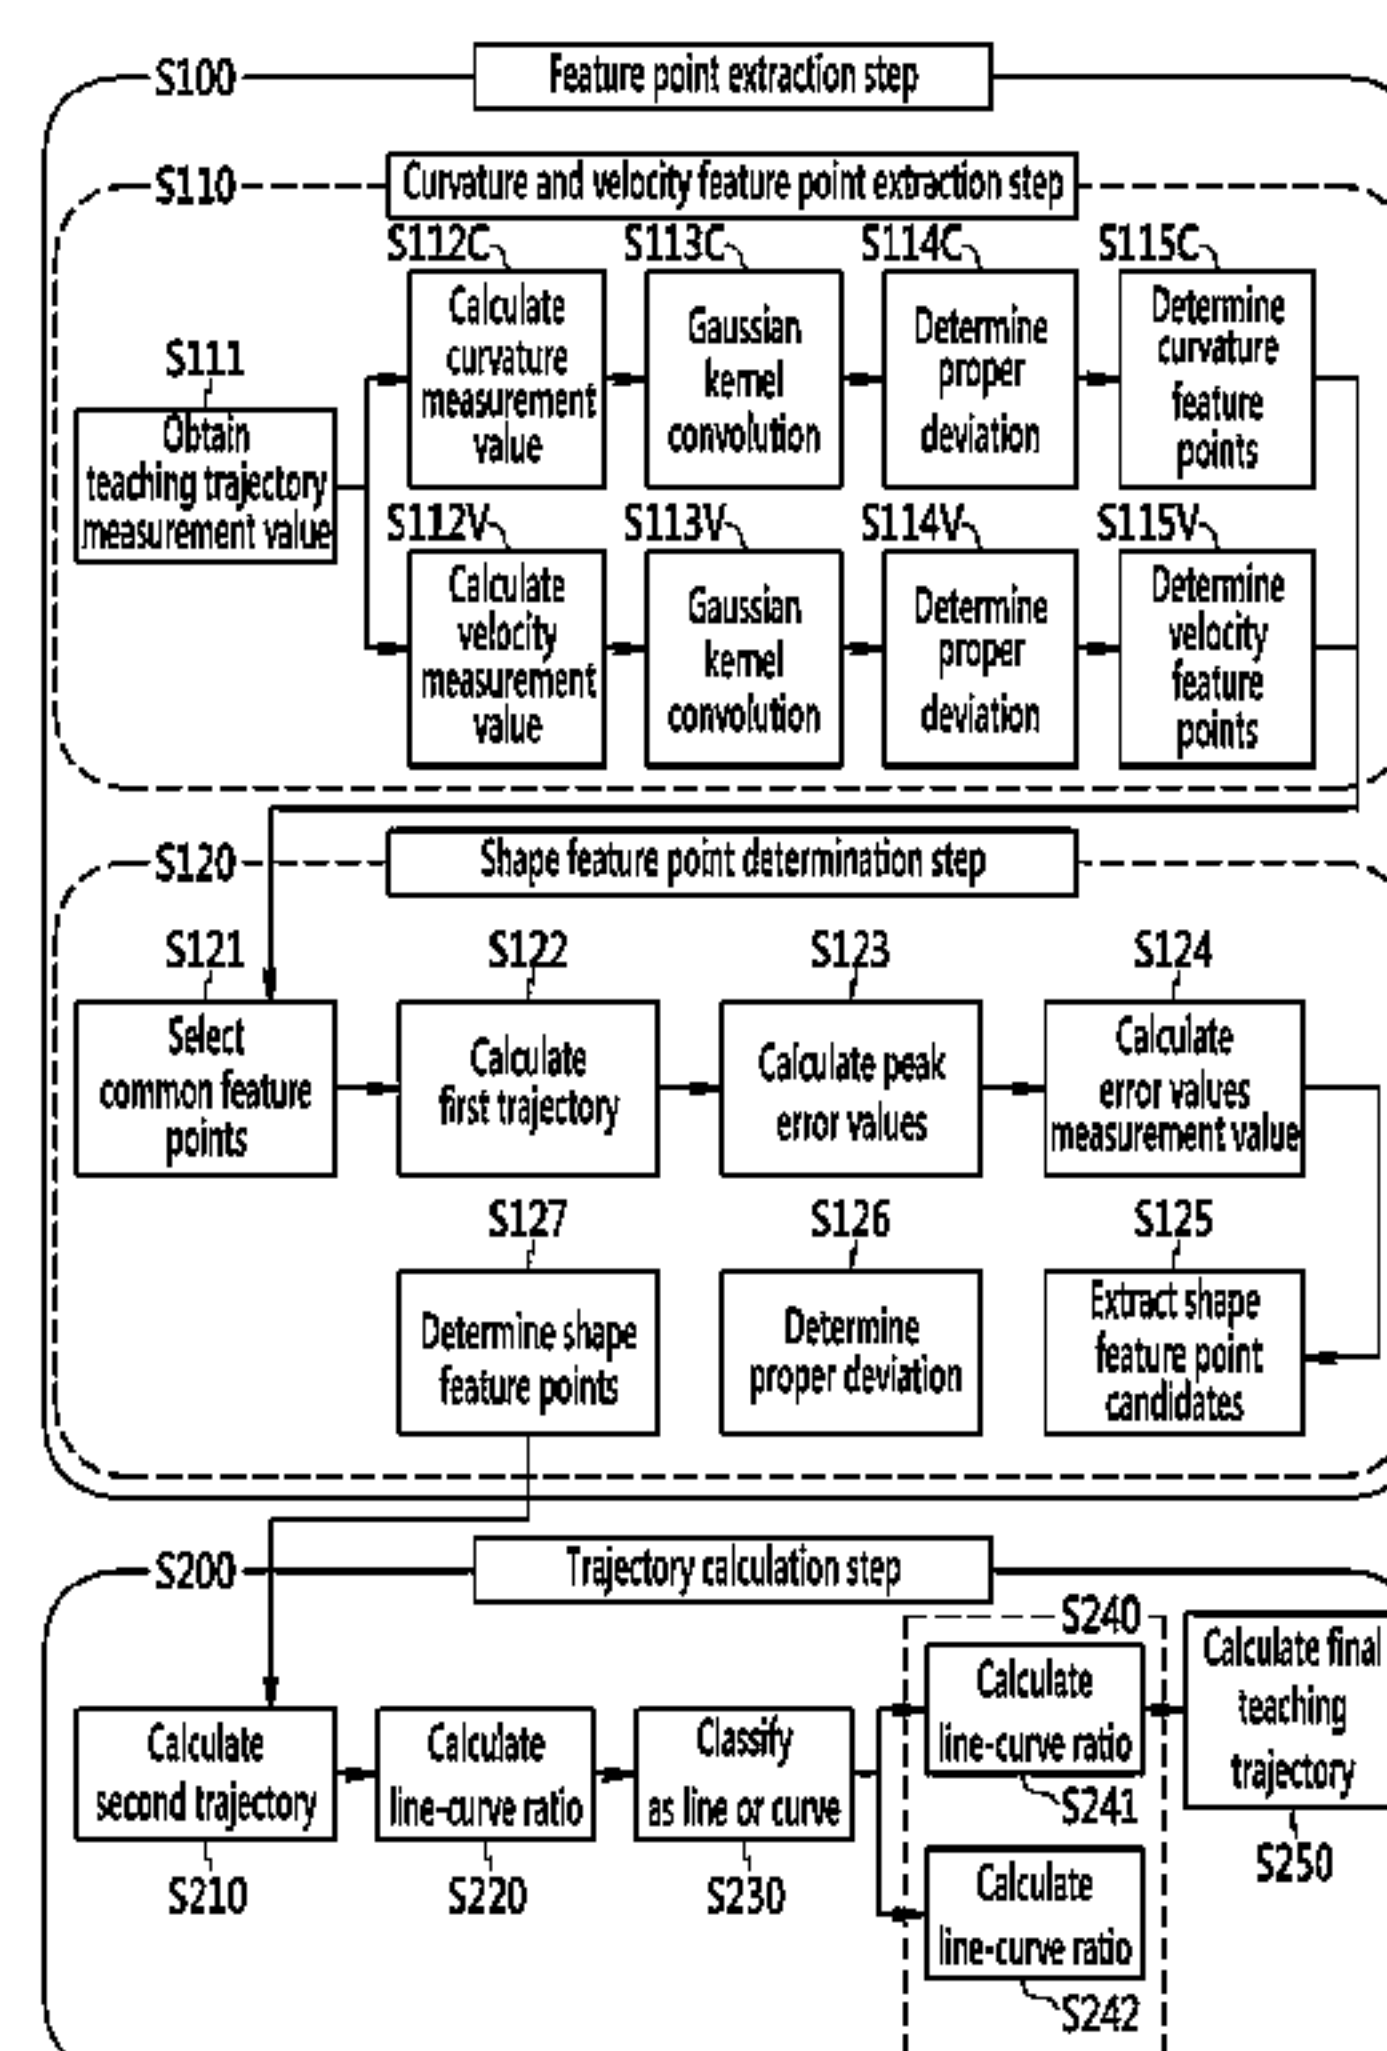 S100
Feature point extraction step
S110
Curvature and velocity feature point extraction step
S112C
S113C
S114C
S115C
Calculate
curvature
measurement
value
Gaussian
kernel
convolution
Determine
proper
deviation
Determine
curvature
feature
points
S111
Obtain
teaching trajectory
measurement value
S112V
S113V
S114V
S115V
Calculate
velocity
measurement
value
Gaussian
kernel
convolution
Determine
proper
deviation
Determine
velocity
feature
points
S120
Shape feature point determination step
S121
S122
S123
S124
Select
common feature
points
Calculate
first trajectory
Calculate peak
error values
Calculate
error values
measurement value
S127
S126
S125
Determine shape
feature points
Determine
proper deviation
Extract shape
feature point
candidates
S200
Trajectory calculation step
S240
Calculate
second trajectory
S210
Calculate
line-curve ratio
S220
Classify
as line or curve
S230
Calculate
line-curve ratio
S241
Calculate
line-curve ratio
S242
Calculate final
teaching
trajectory
S250